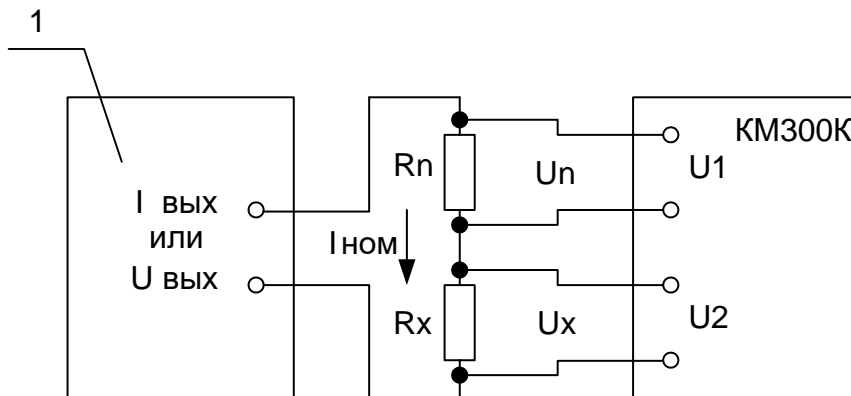 1
КМ300К
Rn
Un
U1
I вых
или
U вых
Iном
Rx
Ux
U2